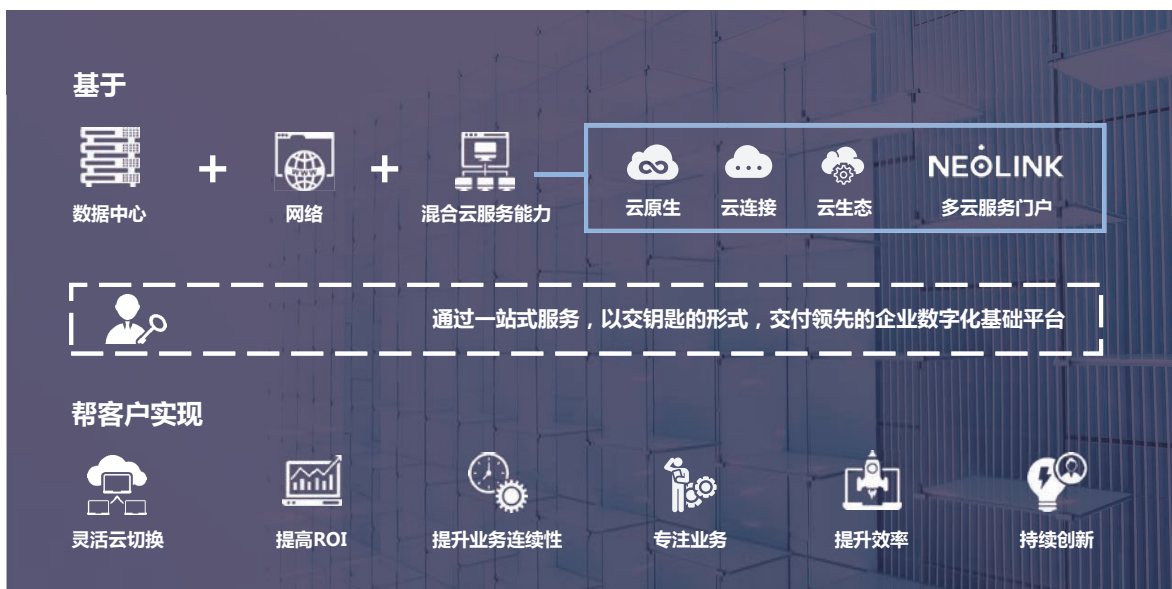 基于
数据中心
+
网络
+
混合云服务能力
云原生
云连接
云生态
NEOLINK
多云服务门户
通过一站式服务，以交钥匙的形式，交付领先的企业数字化基础平台
帮客户实现
灵活云切换
提高ROI
提升业务连续性
专注业务
提升效率
持续创新